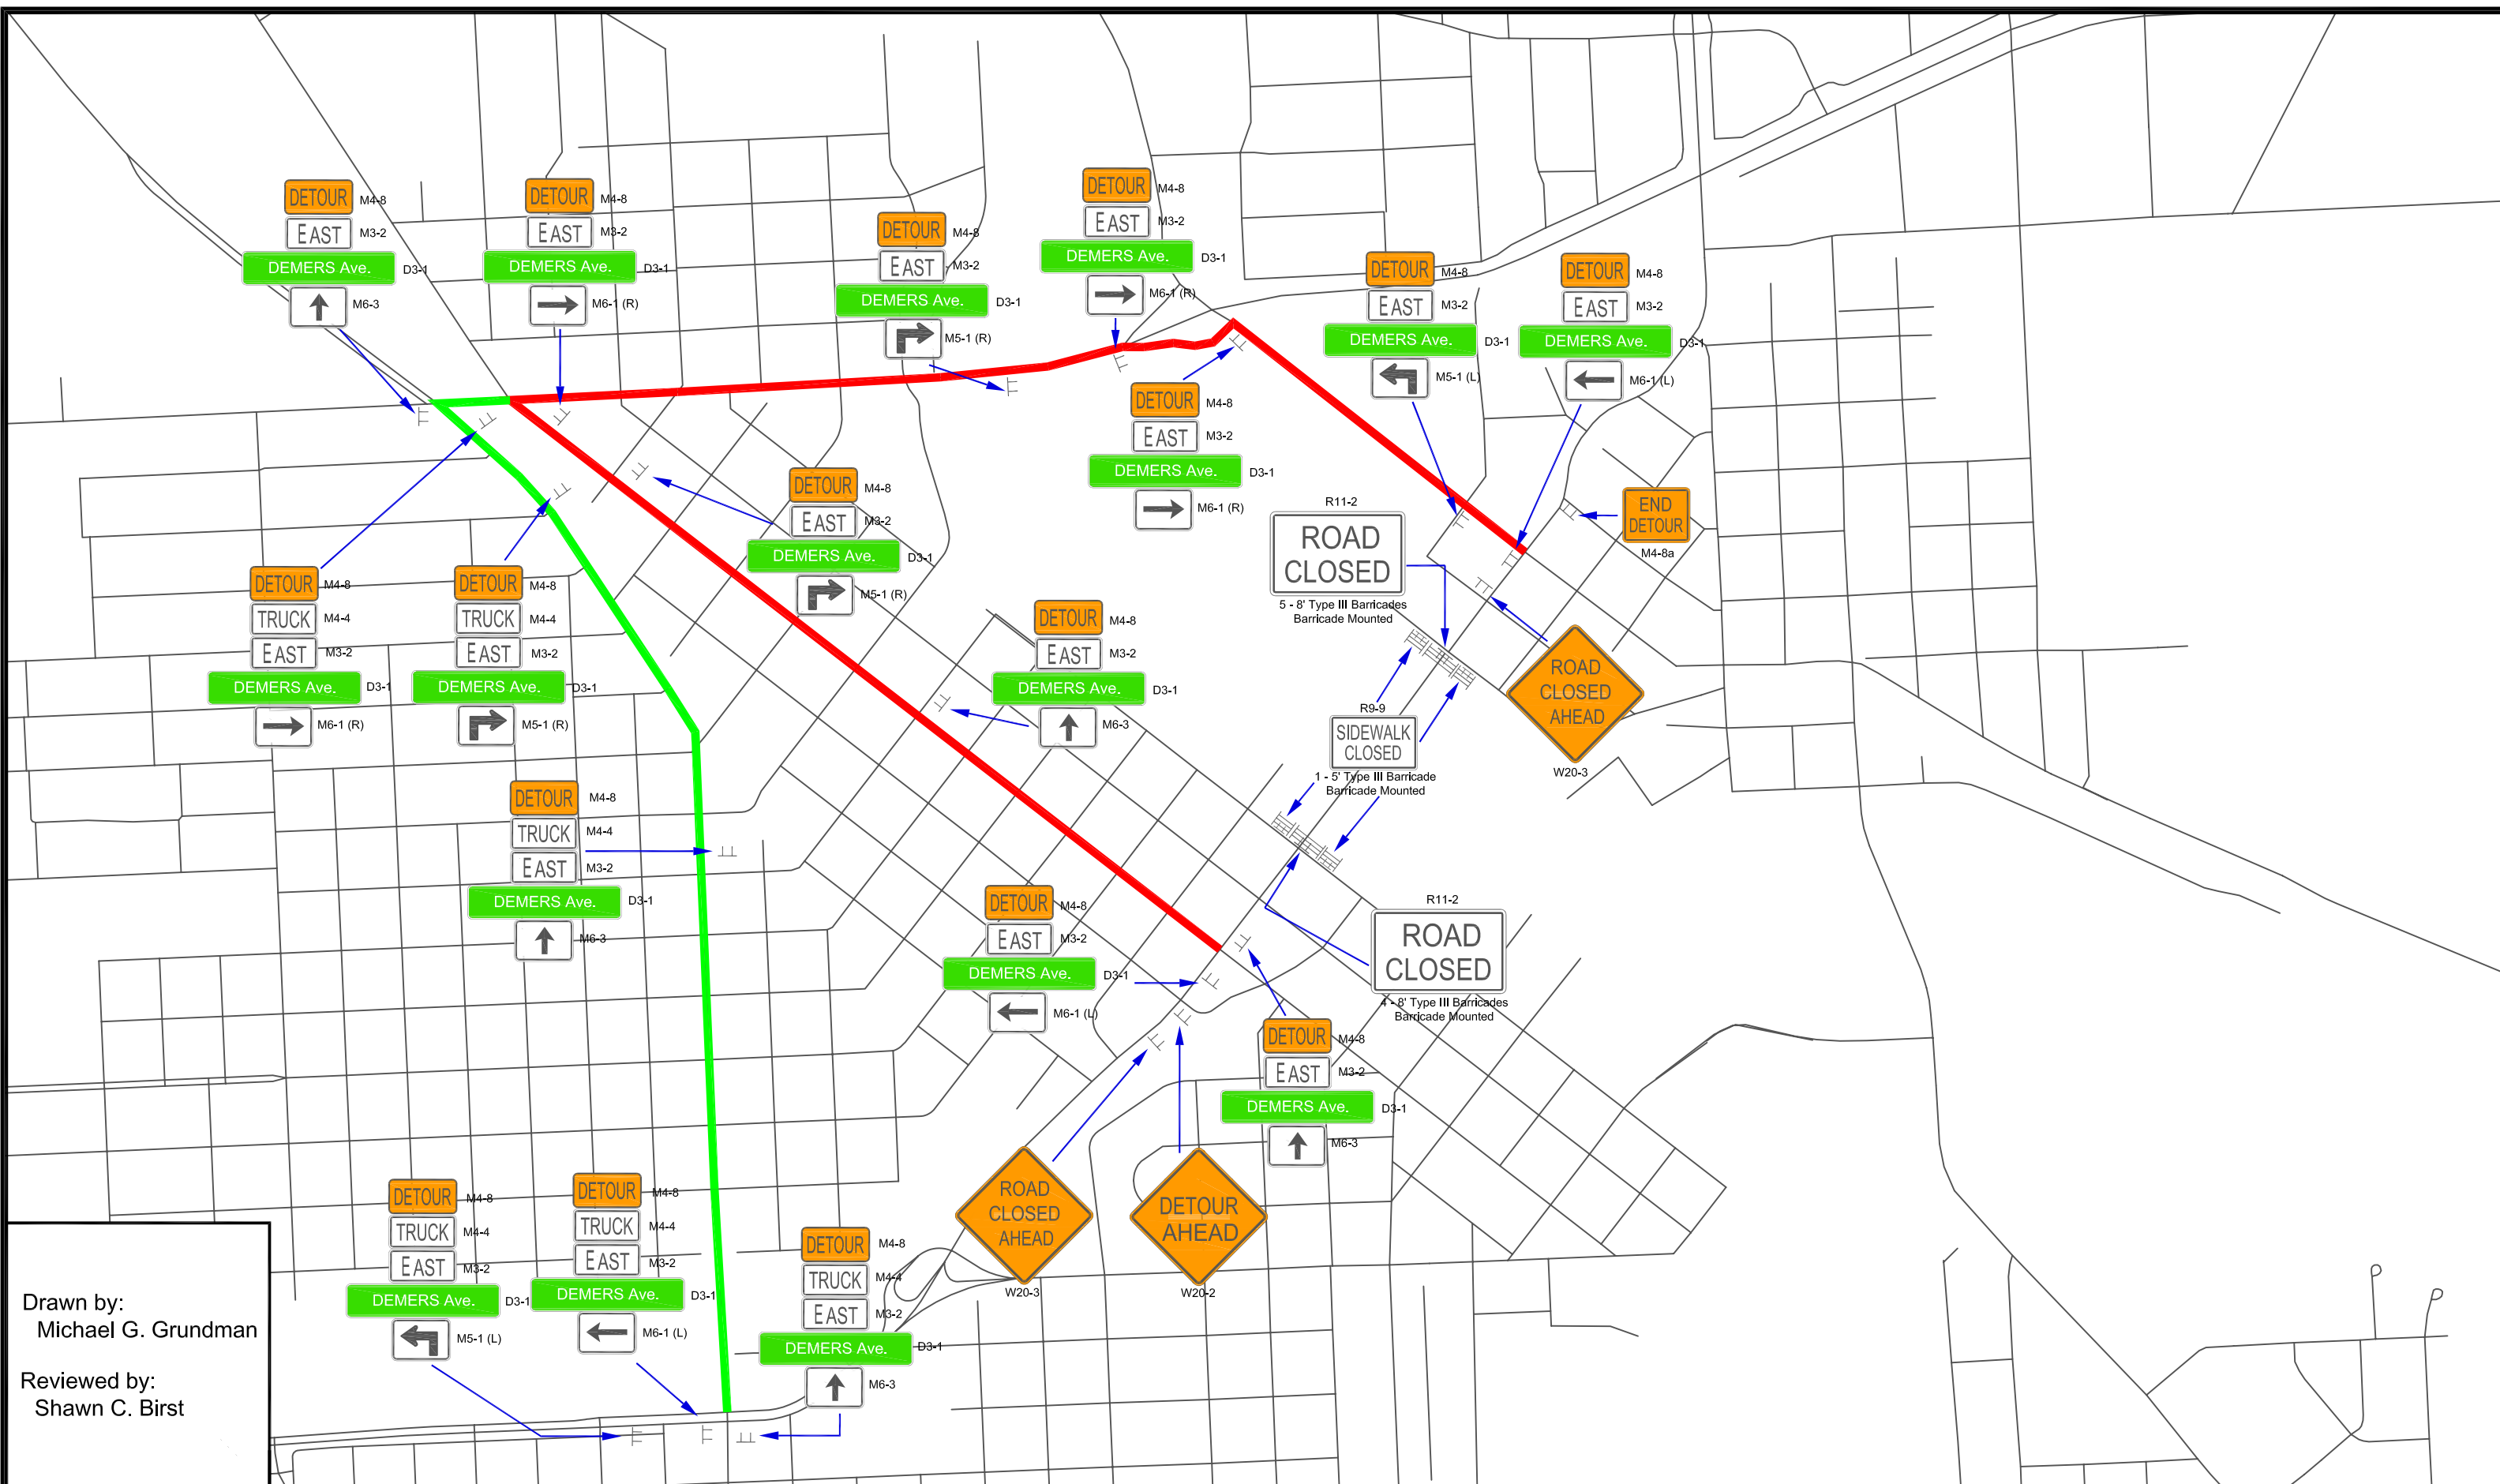 DETOUR M4-8
EAST M3-2
DEMERS Ave. D3-1
M6-3
DETOUR M4-8
EAST M3-2
DEMERS Ave. D3-1
M6-1 (R)
DETOUR M4-8
EAST M3-2
DEMERS Ave. D3-1
M5-1 (R)
DETOUR M4-8
EAST M3-2
DEMERS Ave. D3-1
M6-1 (R)
DETOUR M4-8
EAST M3-2
DEMERS Ave. D3-1
M5-1 (L)
DETOUR M4-8
EAST M3-2
DEMERS Ave. D3-1
M6-1 (L)
DETOUR M4-8
EAST M3-2
DEMERS Ave. D3-1
M6-1 (R)
DETOUR M4-8
EAST M3-2
DEMERS Ave. D3-1
M5-1 (R)
R11-2
ROAD
CLOSED
5 - 8' Type III Barricades
Barricade Mounted
END
DETOUR
M4-8a
DETOUR M4-8
TRUCK M4-4
EAST M3-2
DEMERS Ave. D3-1
M6-1 (R)
DETOUR M4-8
TRUCK M4-4
EAST M3-2
DEMERS Ave. D3-1
M5-1 (R)
DETOUR M4-8
EAST M3-2
DEMERS Ave. D3-1
M6-3
ROAD
CLOSED
AHEAD
W20-3
R9-9
SIDEWALK
CLOSED
1 - 5' Type III Barricade
Barricade Mounted
DETOUR M4-8
TRUCK M4-4
EAST M3-2
DEMERS Ave. D3-1
M6-3
DETOUR M4-8
EAST M3-2
DEMERS Ave. D3-1
M6-1 (L)
R11-2
ROAD
CLOSED
4 - 8' Type III Barricades
Barricade Mounted
DETOUR M4-8
EAST M3-2
DEMERS Ave. D3-1
M6-3
ROAD
CLOSED
AHEAD
W20-3
DETOUR
AHEAD
W20-2
DETOUR M4-8
TRUCK M4-4
EAST M3-2
DEMERS Ave. D3-1
M5-1 (L)
DETOUR M4-8
TRUCK M4-4
EAST M3-2
DEMERS Ave. D3-1
M6-1 (L)
DETOUR M4-8
TRUCK M4-4
EAST M3-2
DEMERS Ave. D3-1
M6-3
Drawn by:
Michael G. Grundman
Reviewed by:
Shawn C. Birst